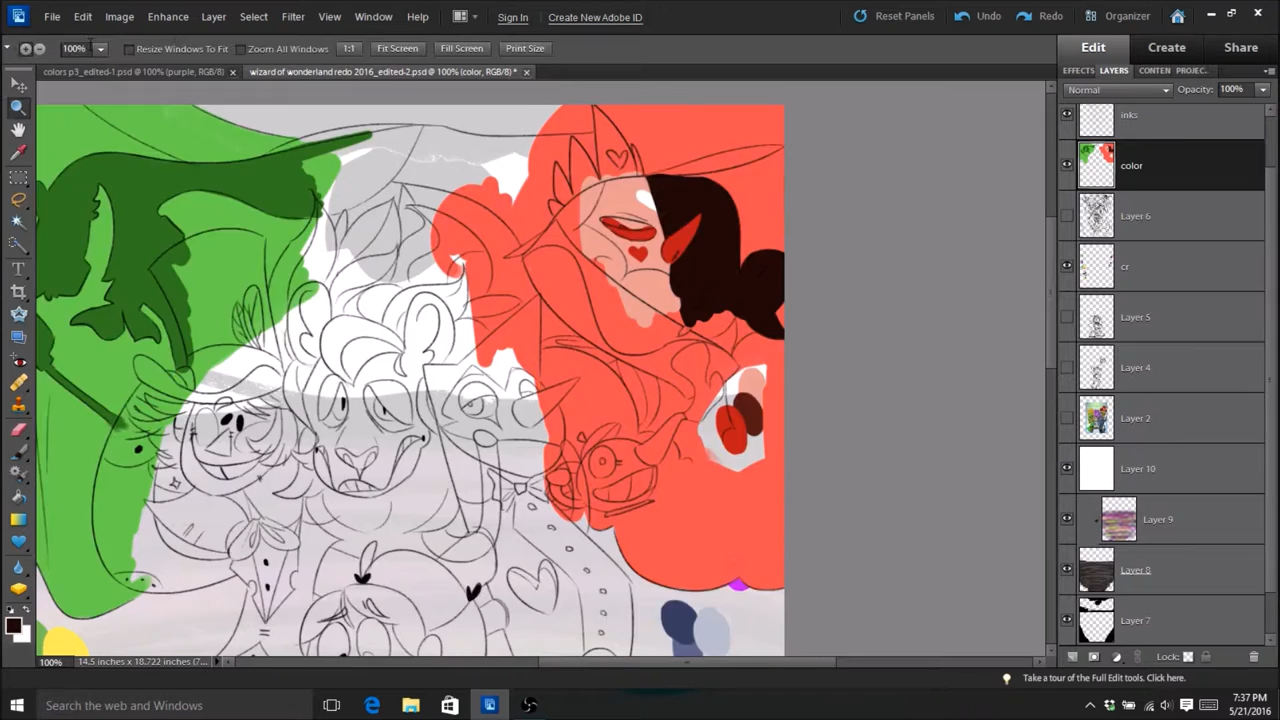 File Edit Image Enhance Layer Select Filter View Window Help Sign In Create New Adobe ID Reset Panels Undo Redo Organizer
100% Resize Windows To Fit Zoom All Windows 1:1 Fit Screen Fill Screen Print Size Edit Create Share
colors p3_edited-1.psd @ 100% (purple, RGB/8) wizard of wonderland redo 2016_edited-2.psd @ 100% (color, RGB/8) * EFFECTS LAYERS CONTEN PROJEC...
Normal Opacity: 100%
inks
color
Layer 6
cr
Layer 5
Layer 4
Layer 2
Layer 10
Layer 9
Layer 8
Layer 7
Lock:
100% 14.5 inches x 18.722 inches (7...
Take a tour of the Full Edit tools. Click here.
Search the web and Windows
7:37 PM
5/21/2016